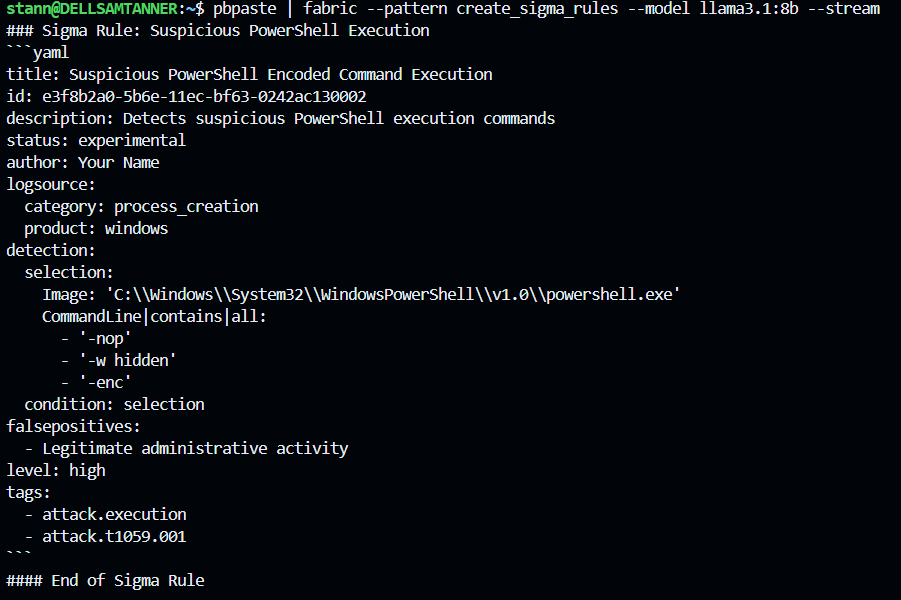 stann@DELLSAMTANNER:~$ pbpaste | fabric --pattern create_sigma_rules --model llama3.1:8b --stream
### Sigma Rule: Suspicious PowerShell Execution
```yaml
title: Suspicious PowerShell Encoded Command Execution
id: e3f8b2a0-5b6e-11ec-bf63-0242ac130002
description: Detects suspicious PowerShell execution commands
status: experimental
author: Your Name
logsource:
  category: process_creation
  product: windows
detection:
  selection:
    Image: 'C:\\Windows\\System32\\WindowsPowerShell\\v1.0\\powershell.exe'
    CommandLine|contains|all:
      - '-nop'
      - '-w hidden'
      - '-enc'
  condition: selection
falsepositives:
  - Legitimate administrative activity
level: high
tags:
  - attack.execution
  - attack.t1059.001
```
#### End of Sigma Rule